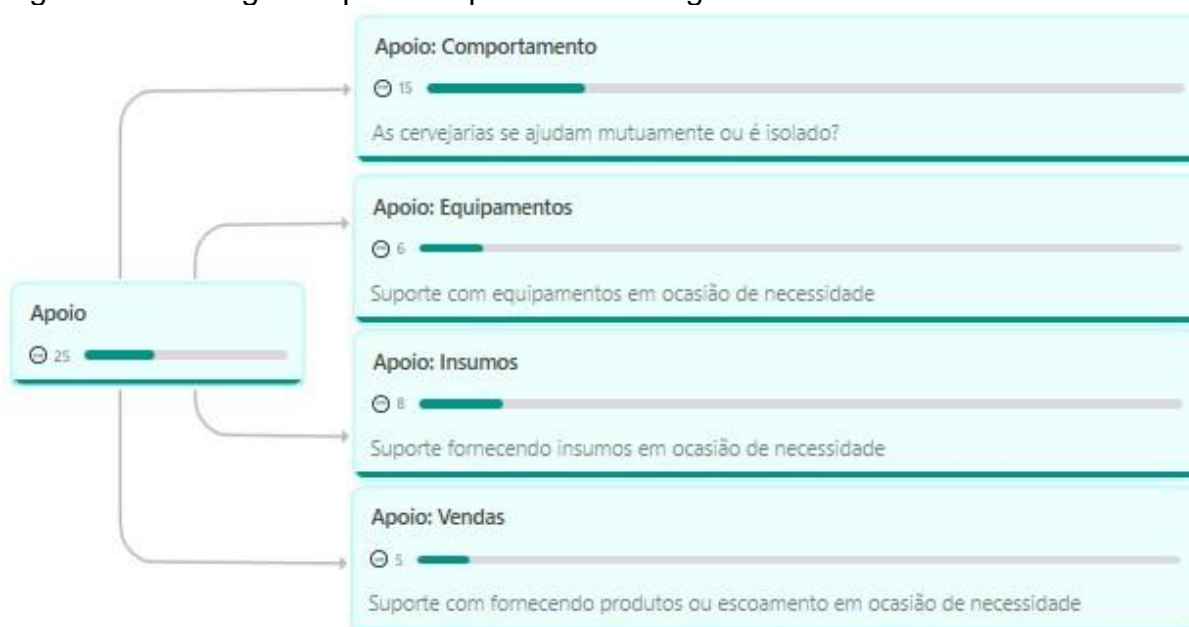 Apoio: Comportamento
15
As cervejarias se ajudam mutuamente ou é isolado?
Apoio: Equipamentos
6
Suporte com equipamentos em ocasião de necessidade
Apoio
25
Apoio: Insumos
8
Suporte fornecendo insumos em ocasião de necessidade
Apoio: Vendas
5
Suporte com fornecendo produtos ou escoamento em ocasião de necessidade